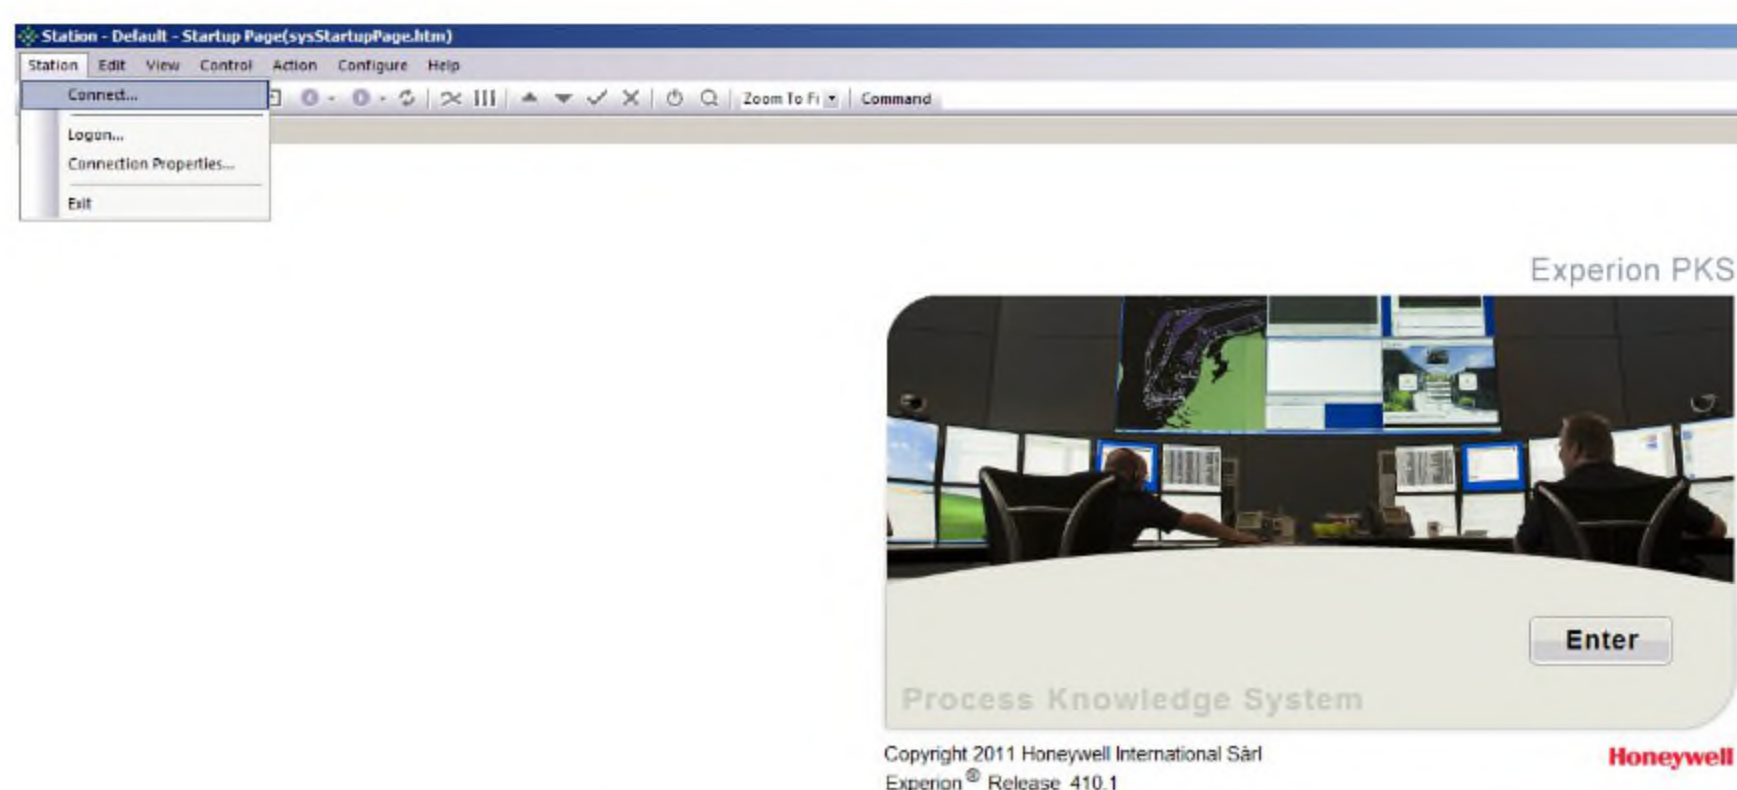 Station - Default - Startup Page(sysStartupPage.htm)
Station Edit View Control Action Configure Help
Connect...
Zoom To Fi
Command
Logon...
Connection Properties...
Exit
Experion PKS
Enter
Process Knowledge System
Copyright 2011 Honeywell International Sàrl
Honeywell
Experion® Release 410.1